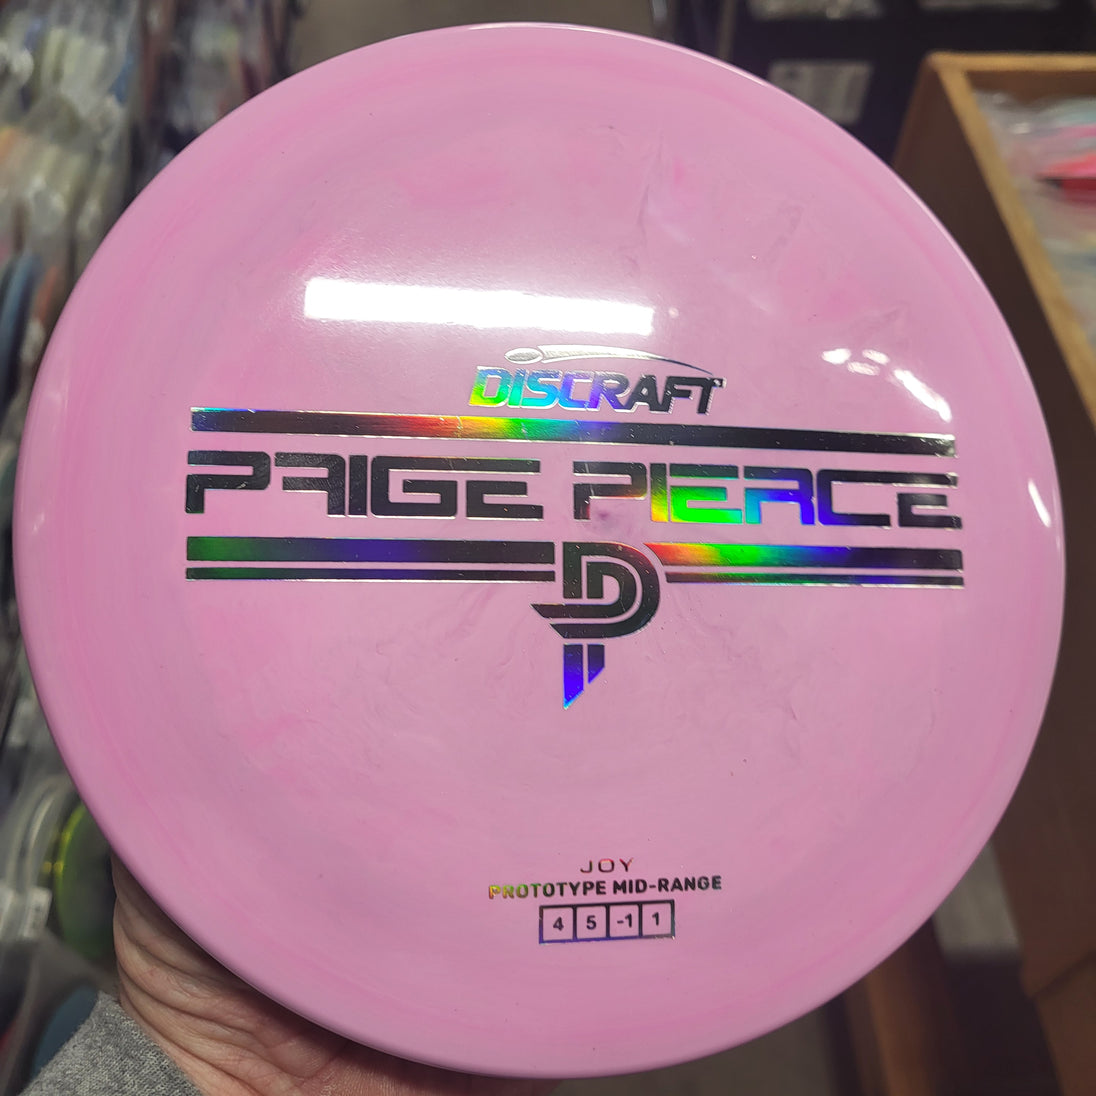 DISCRAFT
PAIGE PIERCE
JOY
PROTOTYPE MID-RANGE
4 5 -1 1